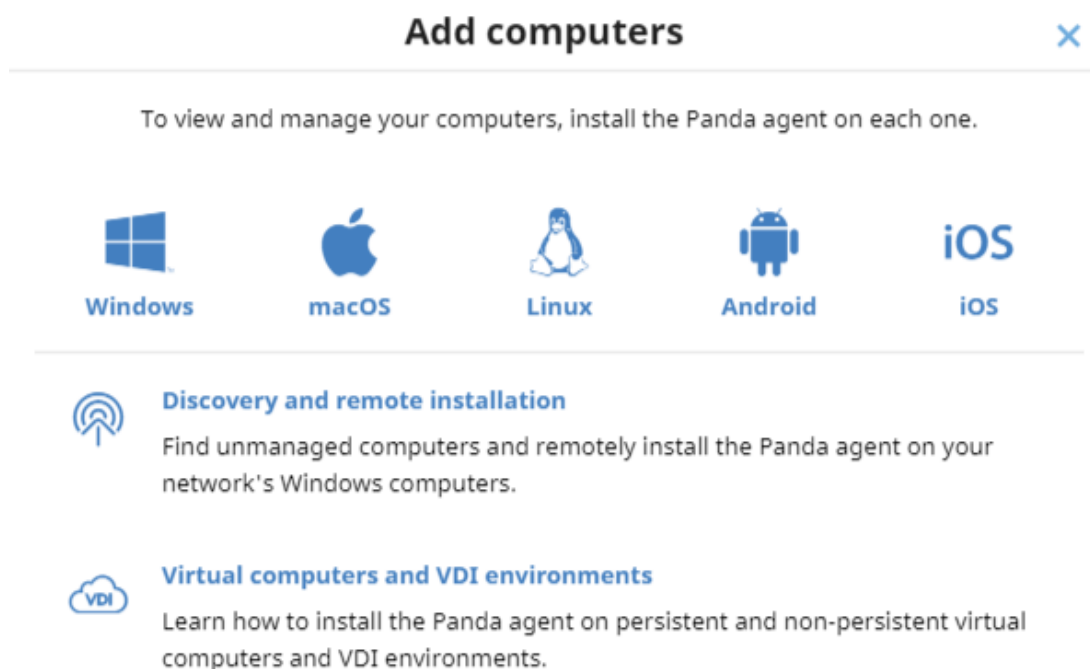 Add computers
To view and manage your computers, install the Panda agent on each one.
iOS
Windows macOS Linux Android iOS
Discovery and remote installation
Find unmanaged computers and remotely install the Panda agent on your
network's Windows computers.
Virtual computers and VDI environments
VDI
Learn how to install the Panda agent on persistent and non-persistent virtual
computers and VDI environments.